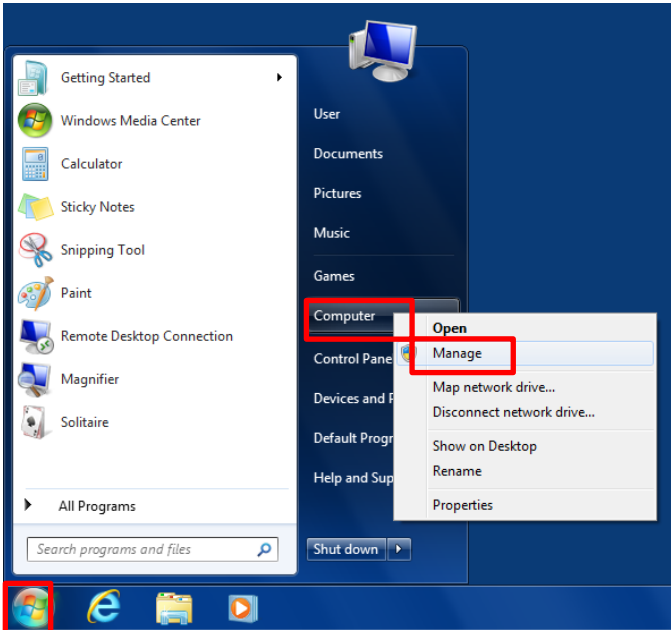 Getting Started
Windows Media Center
Calculator
Sticky Notes
Snipping Tool
Paint
Remote Desktop Connection
Magnifier
Solitaire
All Programs
Search programs and files
User
Documents
Pictures
Music
Games
Computer
Control Pane
Devices and
Default Progr
Help and Sup
Shut down
Open
Manage
Map network drive...
Disconnect network drive...
Show on Desktop
Rename
Properties